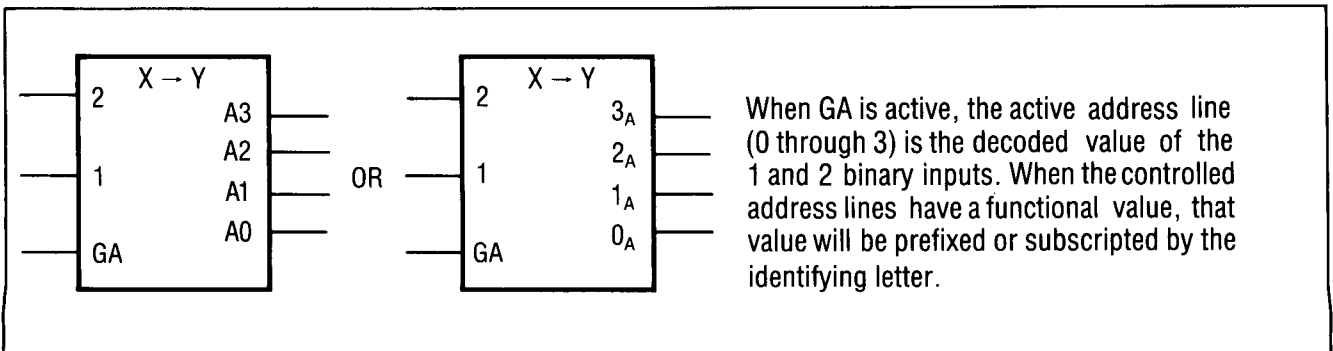 X → Y
2
1
GA
A3
A2
A1
A0
OR
X → Y
2
1
GA
3A
2A
1A
0A
When GA is active, the active address line
(0 through 3) is the decoded value of the
1 and 2 binary inputs. When the controlled
address lines have a functional value, that
value will be prefixed or subscripted by the
identifying letter.